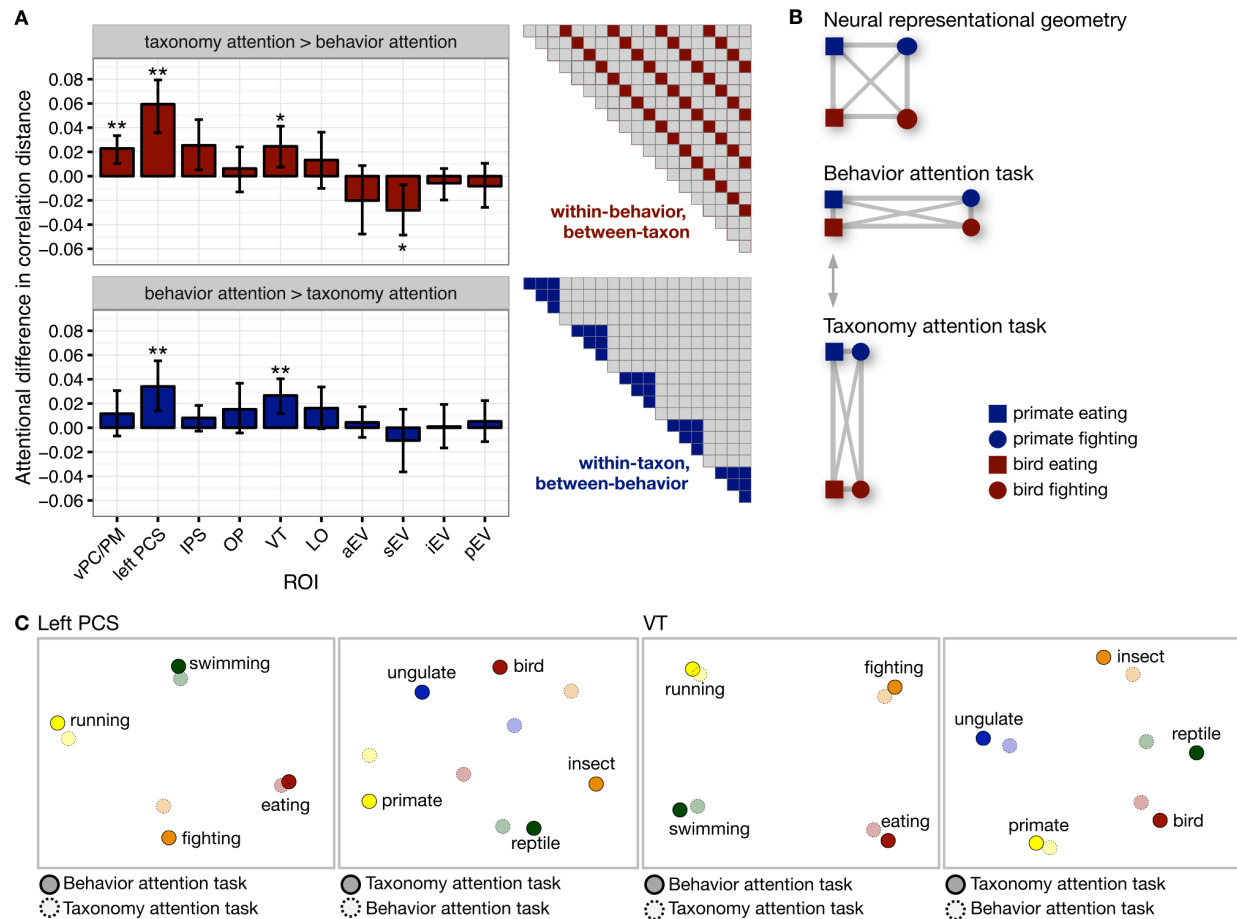 A
taxonomy attention > behavior attention
Attentional difference in correlation distance
0.08
0.06
0.04
0.02
0.00
−0.02
−0.04
−0.06
**
**
*
*
within-behavior,
between-taxon
behavior attention > taxonomy attention
0.08
0.06
0.04
0.02
0.00
−0.02
−0.04
−0.06
**
**
within-taxon,
between-behavior
vPC/PM
left PCS
IPS
OP
VT
LO
aEV
sEV
iEV
pEV
ROI
B
Neural representational geometry
Behavior attention task
Taxonomy attention task
primate eating
primate fighting
bird eating
bird fighting
C Left PCS
swimming
running
eating
fighting
Behavior attention task
Taxonomy attention task
ungulate
bird
insect
primate
reptile
Taxonomy attention task
Behavior attention task
VT
running
fighting
swimming
eating
Behavior attention task
Taxonomy attention task
insect
ungulate
reptile
bird
primate
Taxonomy attention task
Behavior attention task